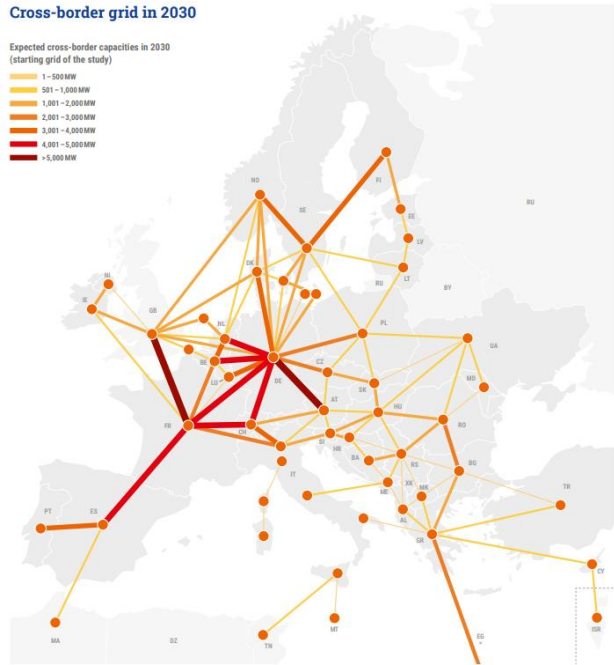 Cross-border grid in 2030
Expected cross-border capacities in 2030
(starting grid of the study)
1–500 MW
501–1,000 MW
1,001–2,000 MW
2,001–3,000 MW
3,001–4,000 MW
4,001–5,000 MW
>5,000 MW
NO
SE
FI
RU
EE
LV
LT
DK
NI
IE
GB
NL
RU
BY
PL
BE
LU
DE
CZ
UA
SK
MD
AT
HU
FR
CH
SI
HR
RO
IT
BA
RS
BG
PT
ES
ME
XK
MK
TR
AL
GR
CY
MA
DZ
TN
MT
EG
ISR